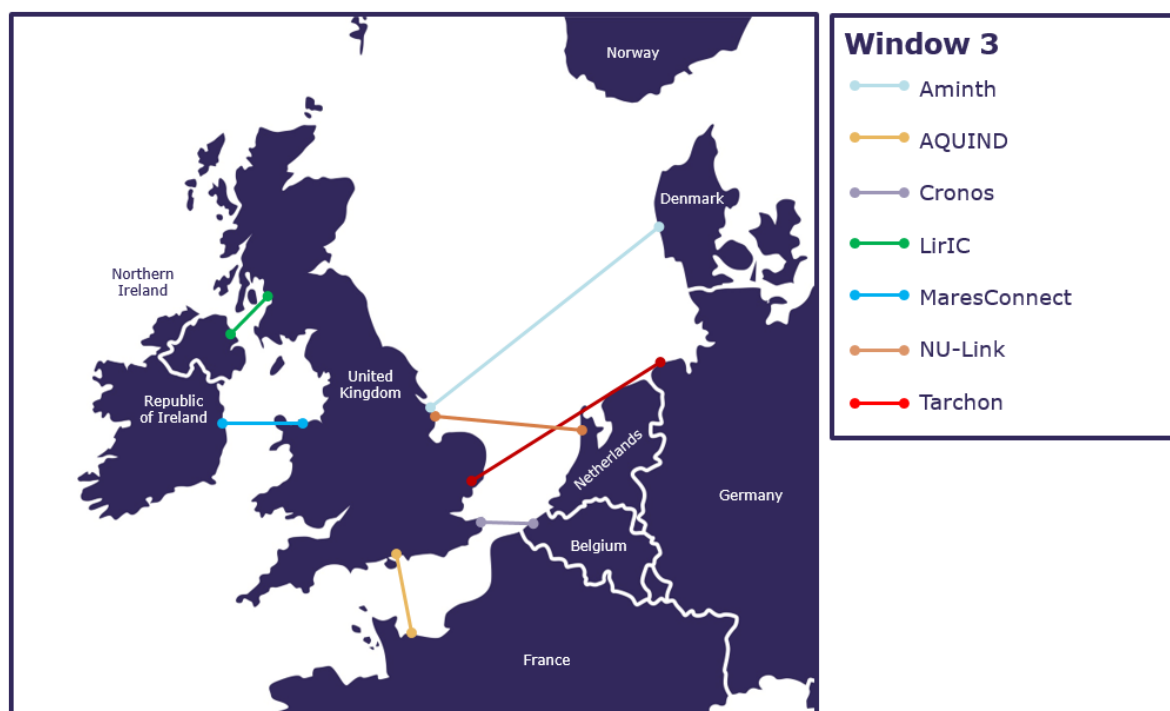 Norway
Denmark
Northern
Ireland
United
Kingdom
Republic
of Ireland
Netherlands
Germany
Belgium
France
Window 3
Aminth
AQUIND
Cronos
LirIC
MaresConnect
NU-Link
Tarchon